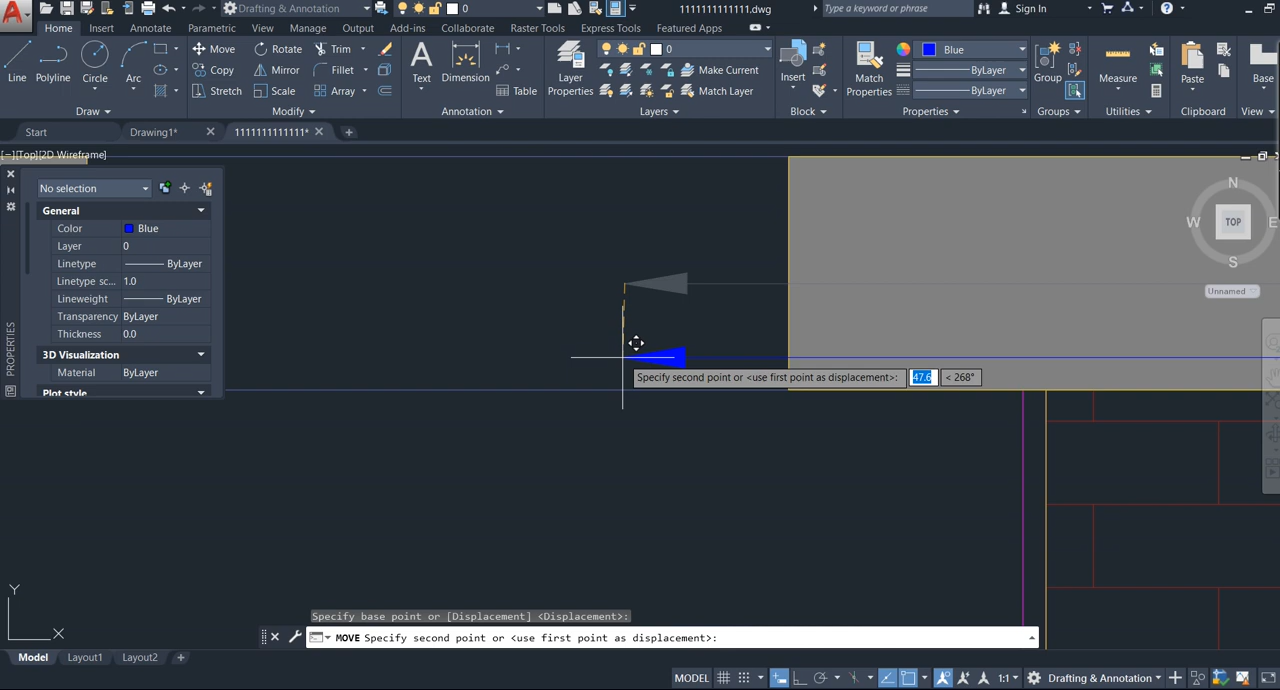 A Drafting & Annotation 0 11111111111111.dwg Type a keyword or phrase Sign In
Home Insert Annotate Parametric View Manage Output Add-ins Collaborate Raster Tools Express Tools Featured Apps
Line Polyline Circle Arc
Move Rotate Trim
Copy Mirror Fillet
Stretch Scale Array
Text Dimension Table
Layer Properties 0
Make Current
Match Layer
Insert
Match Properties Blue
ByLayer
ByLayer
Group Measure Paste Base
Draw Modify Annotation Layers Block Properties Groups Utilities Clipboard View
Start Drawing1* 1111111111111*
[−][Top][2D Wireframe]
No selection
General
Color Blue
Layer 0
Linetype ByLayer
Linetype sc... 1.0
Lineweight ByLayer
Transparency ByLayer
Thickness 0.0
3D Visualization
Material ByLayer
Plot style
PROPERTIES
N
W TOP E
S
Unnamed
Specify second point or <use first point as displacement>: 47.6 < 268°
Y
X
Specify base point or [Displacement] <Displacement>:
MOVE Specify second point or <use first point as displacement>:
Model Layout1 Layout2
MODEL 1:1 Drafting & Annotation